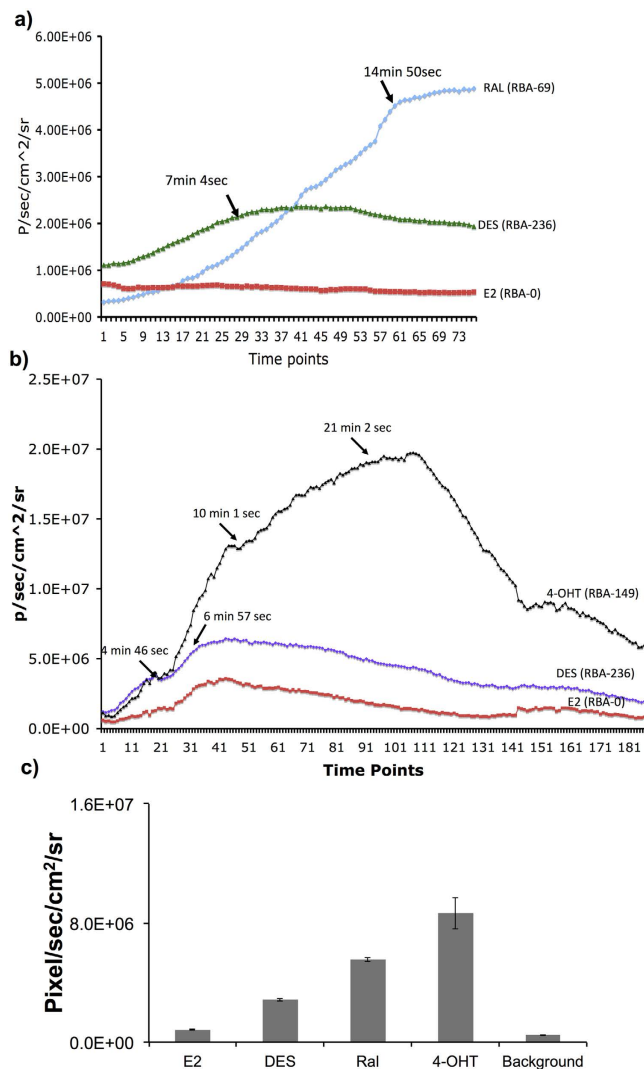 a)
6.00E+06
5.00E+06
4.00E+06
3.00E+06
2.00E+06
1.00E+06
0.00E+00
P/sec/cm^2/sr
14min 50sec
RAL (RBA-69)
7min 4sec
DES (RBA-236)
E2 (RBA-0)
1 5 9 13 17 21 25 29 33 37 41 45 49 53 57 61 65 69 73
Time points
b)
2.5E+07
2.0E+07
1.5E+07
1.0E+07
5.0E+06
0.0E+00
p/sec/cm^2/sr
21 min 2 sec
10 min 1 sec
4-OHT (RBA-149)
6 min 57 sec
4 min 46 sec
DES (RBA-236)
E2 (RBA-0)
1 11 21 31 41 51 61 71 81 91 101 111 121 131 141 151 161 171 181
Time Points
c)
1.6E+07
8.0E+06
0.0E+00
Pixel/sec/cm²/sr
E2 DES Ral 4-OHT Background